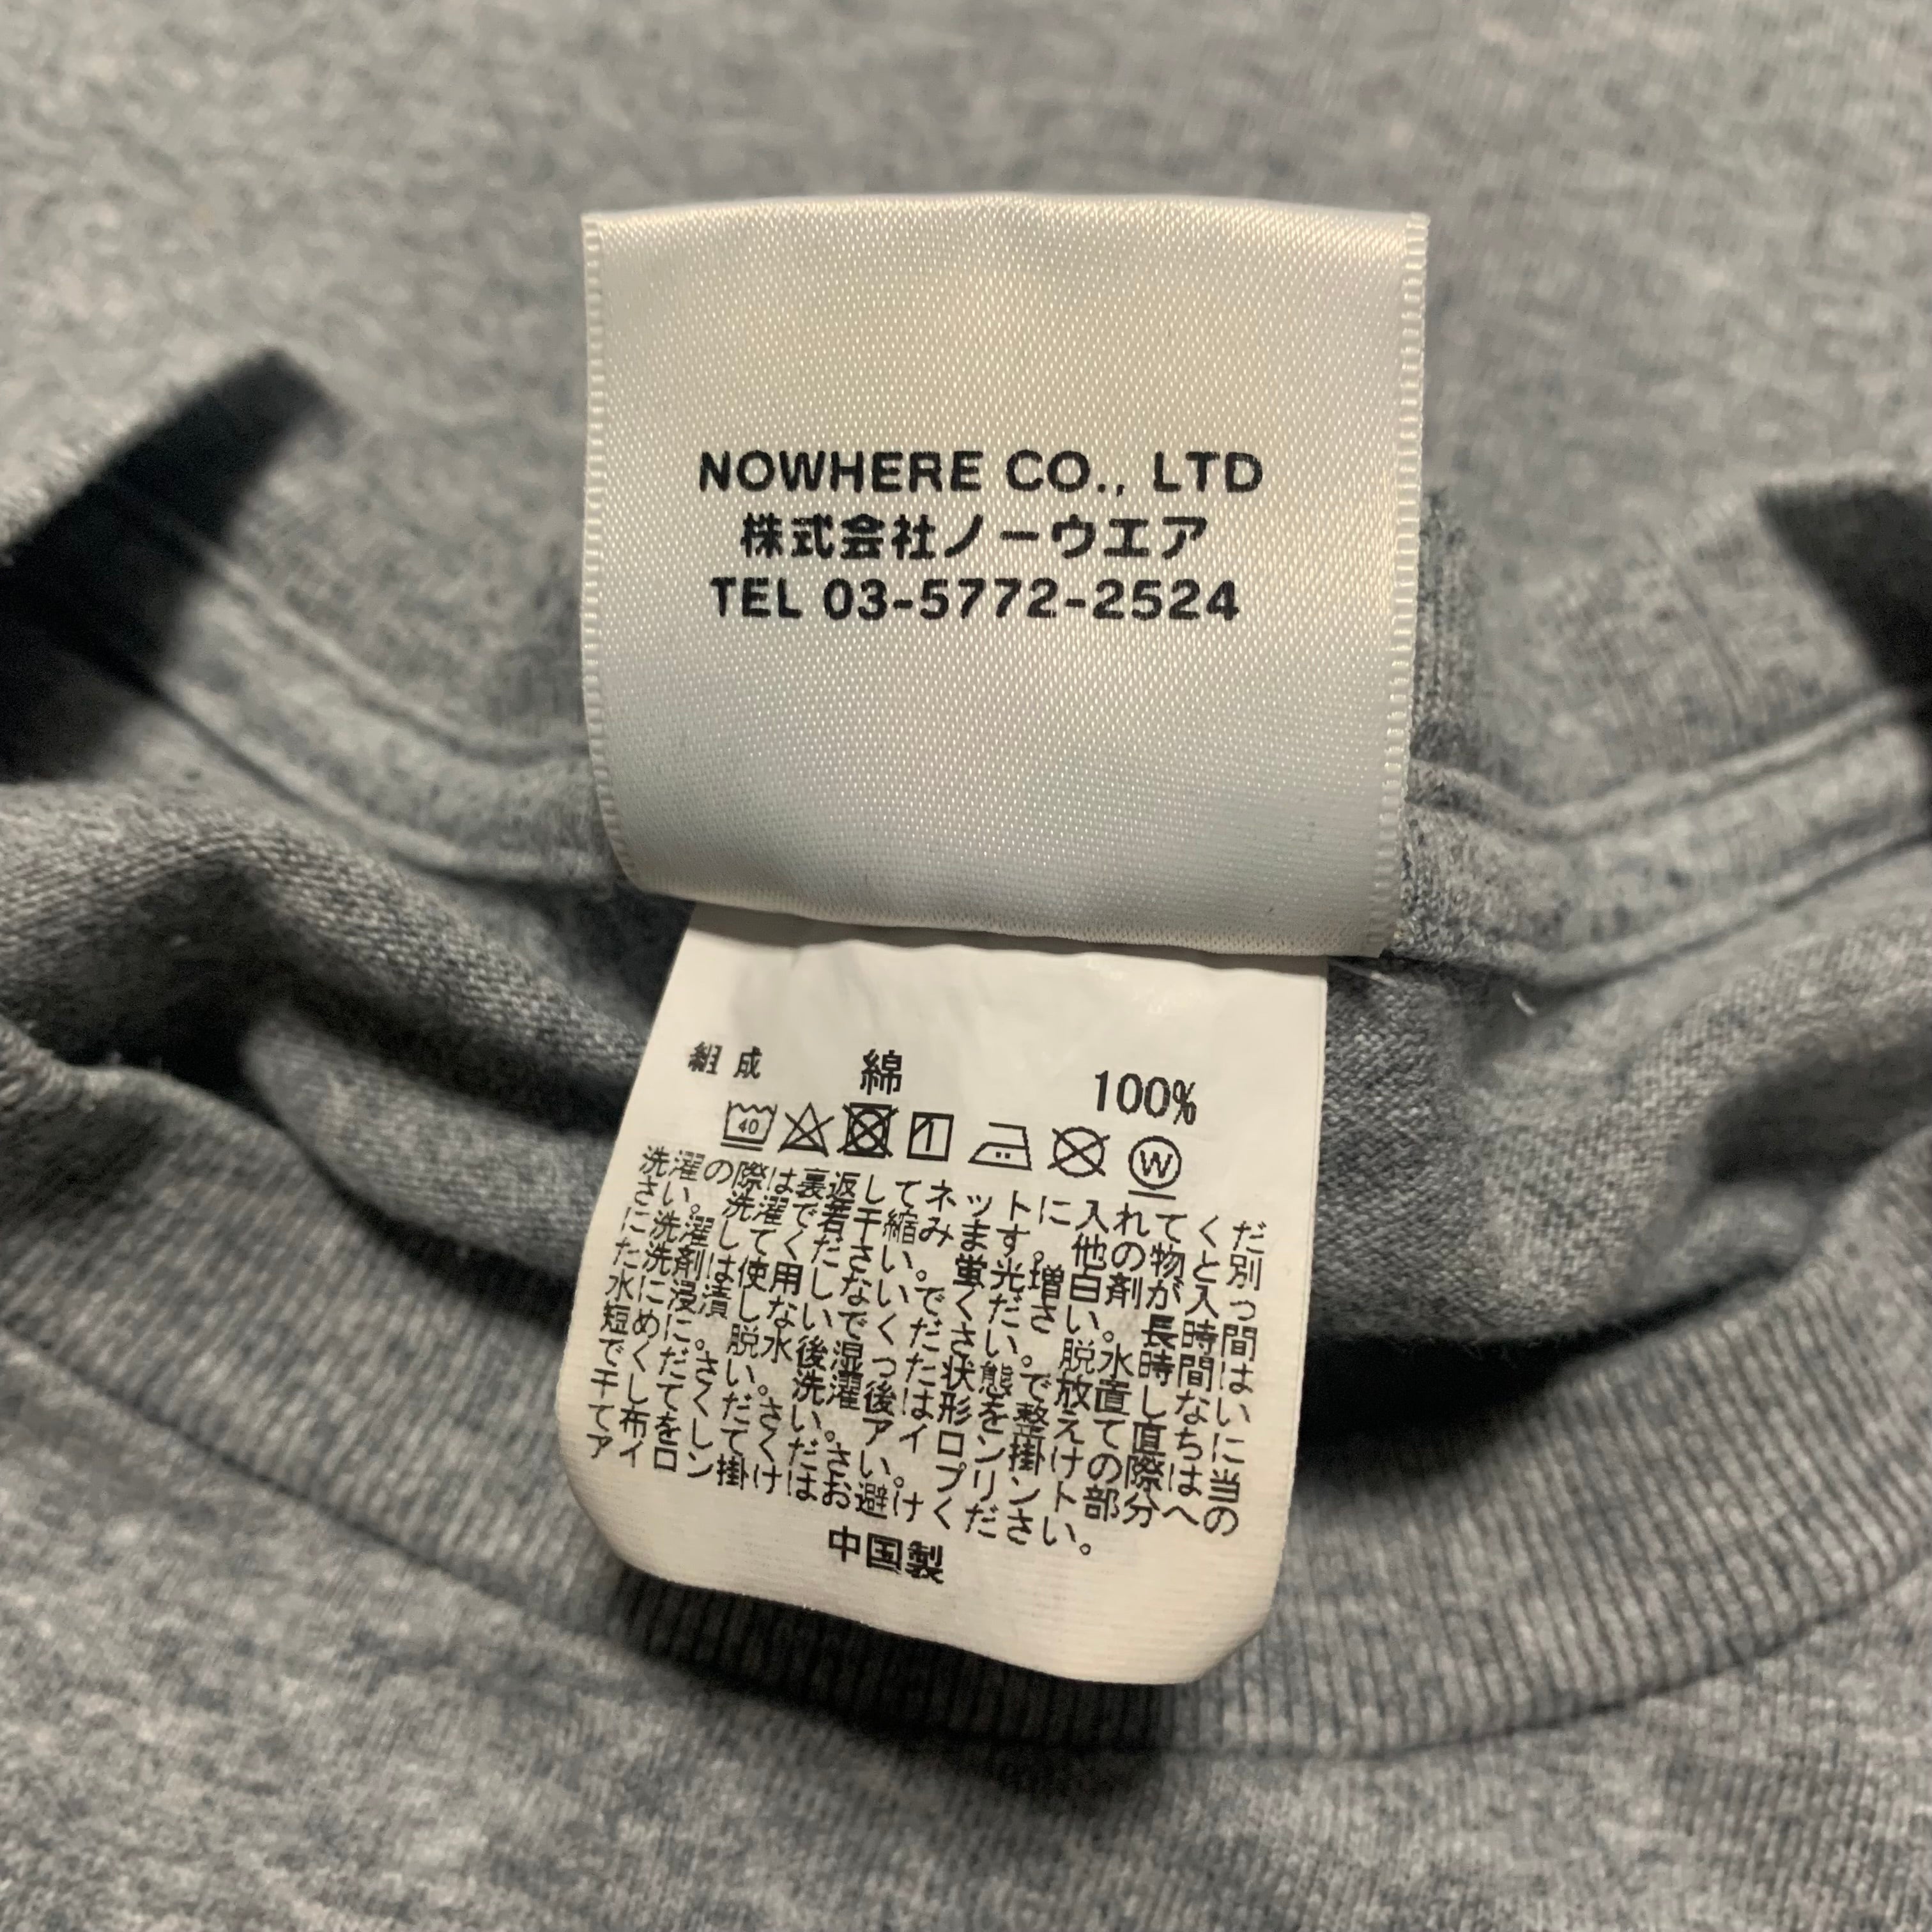 NOWHERE CO., LTD
株式会社ノーウエア
TEL 03-5772-2524
組成 綿 100%
40
W
洗濯の際は裏返してネットに入れてくだ
さい。洗濯で若干縮みます。他の物と別
に洗濯してください。蛍光増白剤が入っ
た洗剤は使用しないでください。長時間
水に浸漬しないでください。脱水時間は
短めに。脱水後湿った状態で放置しない
でください。洗濯後は形を整えて直ちに
干してください。アイロン掛けの際は当
て布をしてください。プリント部分への
アイロン掛けはお避けください。
中国製